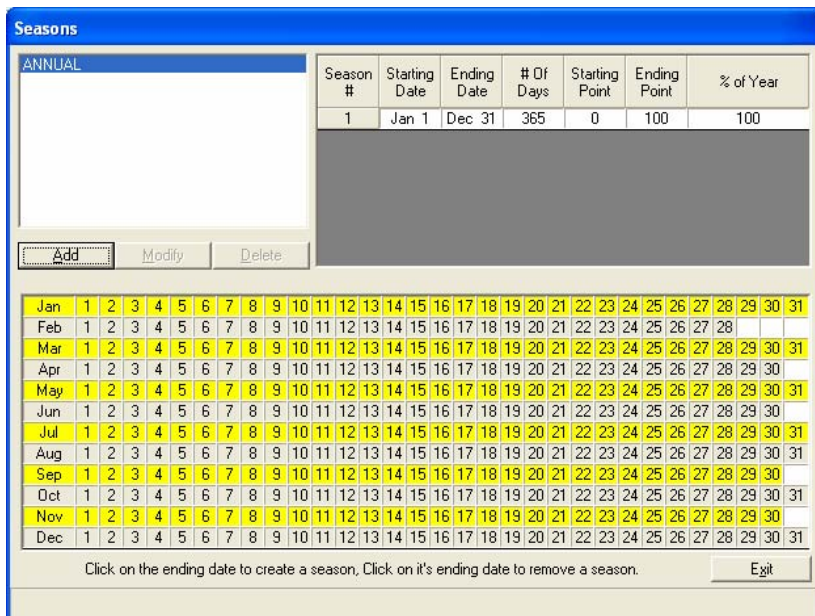 Seasons
ANNUAL
Season # Starting Date Ending Date # Of Days Starting Point Ending Point % of Year
1 Jan 1 Dec 31 365 0 100 100
Add Modify Delete
Jan 1 2 3 4 5 6 7 8 9 10 11 12 13 14 15 16 17 18 19 20 21 22 23 24 25 26 27 28 29 30 31
Feb 1 2 3 4 5 6 7 8 9 10 11 12 13 14 15 16 17 18 19 20 21 22 23 24 25 26 27 28
Mar 1 2 3 4 5 6 7 8 9 10 11 12 13 14 15 16 17 18 19 20 21 22 23 24 25 26 27 28 29 30 31
Apr 1 2 3 4 5 6 7 8 9 10 11 12 13 14 15 16 17 18 19 20 21 22 23 24 25 26 27 28 29 30
May 1 2 3 4 5 6 7 8 9 10 11 12 13 14 15 16 17 18 19 20 21 22 23 24 25 26 27 28 29 30 31
Jun 1 2 3 4 5 6 7 8 9 10 11 12 13 14 15 16 17 18 19 20 21 22 23 24 25 26 27 28 29 30
Jul 1 2 3 4 5 6 7 8 9 10 11 12 13 14 15 16 17 18 19 20 21 22 23 24 25 26 27 28 29 30 31
Aug 1 2 3 4 5 6 7 8 9 10 11 12 13 14 15 16 17 18 19 20 21 22 23 24 25 26 27 28 29 30 31
Sep 1 2 3 4 5 6 7 8 9 10 11 12 13 14 15 16 17 18 19 20 21 22 23 24 25 26 27 28 29 30
Oct 1 2 3 4 5 6 7 8 9 10 11 12 13 14 15 16 17 18 19 20 21 22 23 24 25 26 27 28 29 30 31
Nov 1 2 3 4 5 6 7 8 9 10 11 12 13 14 15 16 17 18 19 20 21 22 23 24 25 26 27 28 29 30
Dec 1 2 3 4 5 6 7 8 9 10 11 12 13 14 15 16 17 18 19 20 21 22 23 24 25 26 27 28 29 30 31
Click on the ending date to create a season, Click on it's ending date to remove a season. Exit